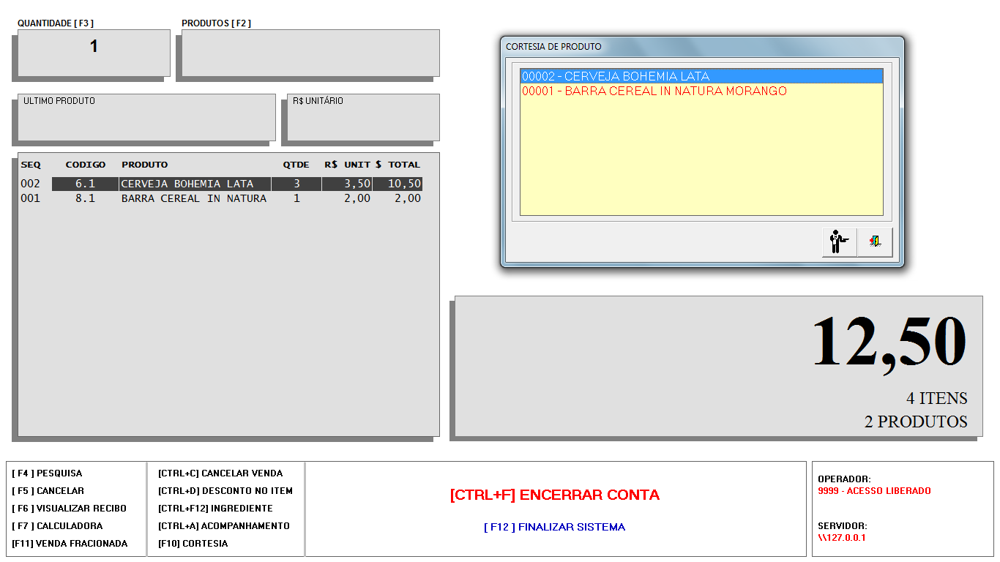 QUANTIDADE [ F3 ]
1
PRODUTOS [ F2 ]
ULTIMO PRODUTO
R$ UNITÁRIO
SEQ CODIGO PRODUTO QTDE R$ UNIT $ TOTAL
002 6.1 CERVEJA BOHEMIA LATA 3 3,50 10,50
001 8.1 BARRA CEREAL IN NATURA 1 2,00 2,00
CORTESIA DE PRODUTO
00002 - CERVEJA BOHEMIA LATA
00001 - BARRA CEREAL IN NATURA MORANGO
12,50
4 ITENS
2 PRODUTOS
[ F4 ] PESQUISA
[ F5 ] CANCELAR
[ F6 ] VISUALIZAR RECIBO
[ F7 ] CALCULADORA
[F11] VENDA FRACIONADA
[CTRL+C] CANCELAR VENDA
[CTRL+D] DESCONTO NO ITEM
[CTRL+F12] INGREDIENTE
[CTRL+A] ACOMPANHAMENTO
[F10] CORTESIA
[CTRL+F] ENCERRAR CONTA
[ F12 ] FINALIZAR SISTEMA
OPERADOR:
9999 - ACESSO LIBERADO
SERVIDOR:
\\127.0.0.1